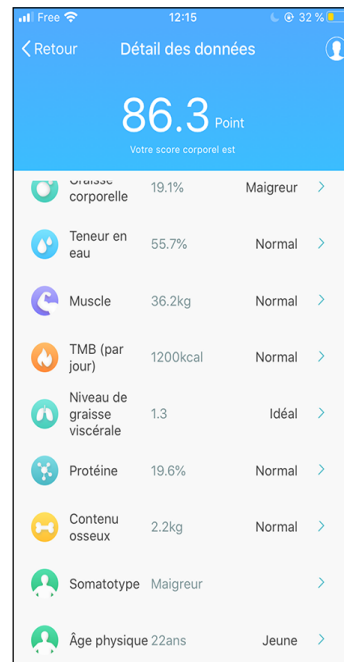 Free 12:15 32 %
Retour Détail des données
86.3 Point
Votre score corporel est
Graisse
corporelle 19.1% Maigreur
Teneur en
eau 55.7% Normal
Muscle 36.2kg Normal
TMB (par
jour) 1200kcal Normal
Niveau de
graisse 1.3 Idéal
viscérale
Protéine 19.6% Normal
Contenu
osseux 2.2kg Normal
Somatotype Maigreur
Âge physique 22ans Jeune